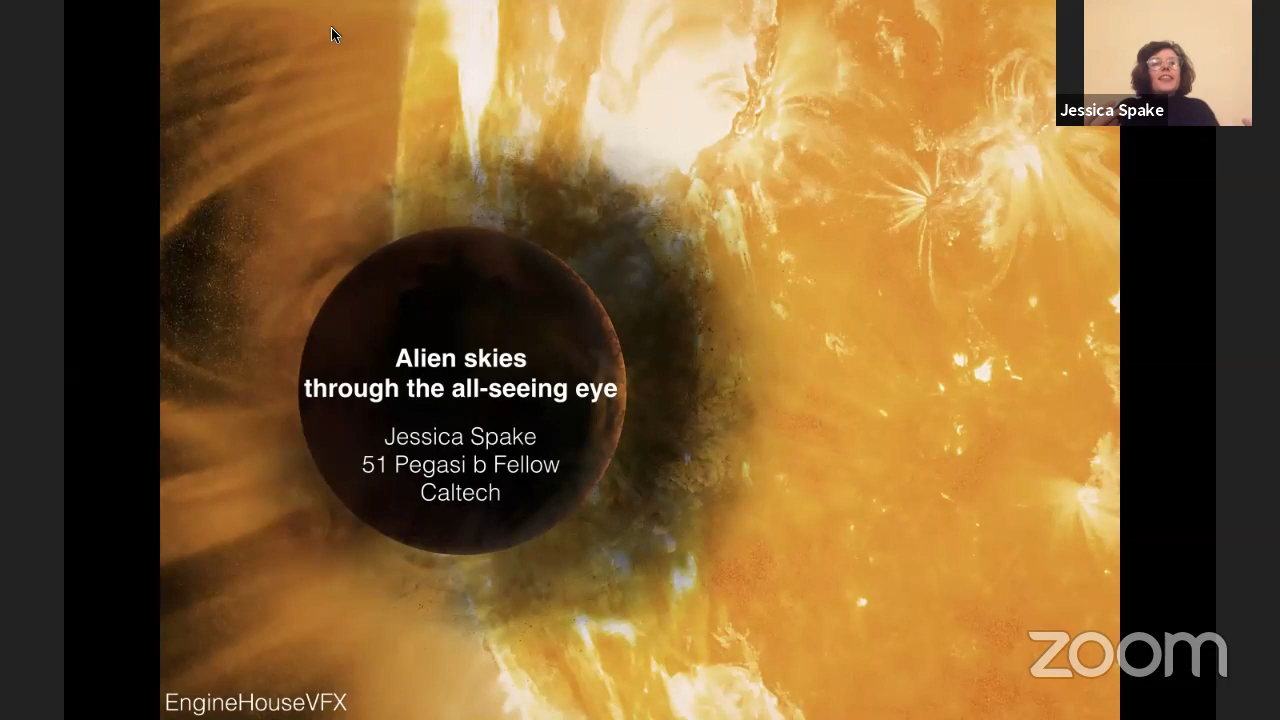 Jessica Spake
Alien skies
through the all-seeing eye
Jessica Spake
51 Pegasi b Fellow
Caltech
zoom
EngineHouseVFX